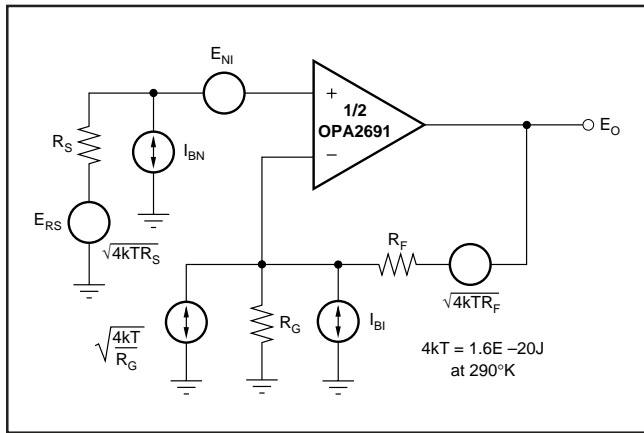 E_NI
1/2
OPA2691
+
−
E_O
R_S
I_BN
E_RS
√4kTR_S
R_F
√4kTR_F
√4kT/R_G
R_G
I_BI
4kT = 1.6E –20J
at 290°K